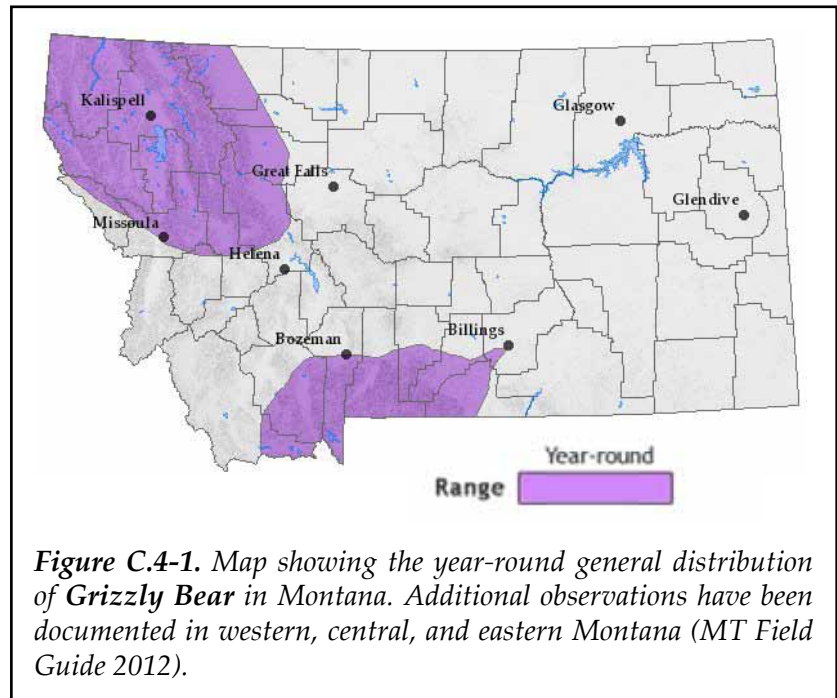 Kalispell
Glasgow
Great Falls
Glendive
Missoula
Helena
Bozeman
Billings
Year-round
Range
Figure C.4-1. Map showing the year-round general distribution
of Grizzly Bear in Montana. Additional observations have been
documented in western, central, and eastern Montana (MT Field
Guide 2012).